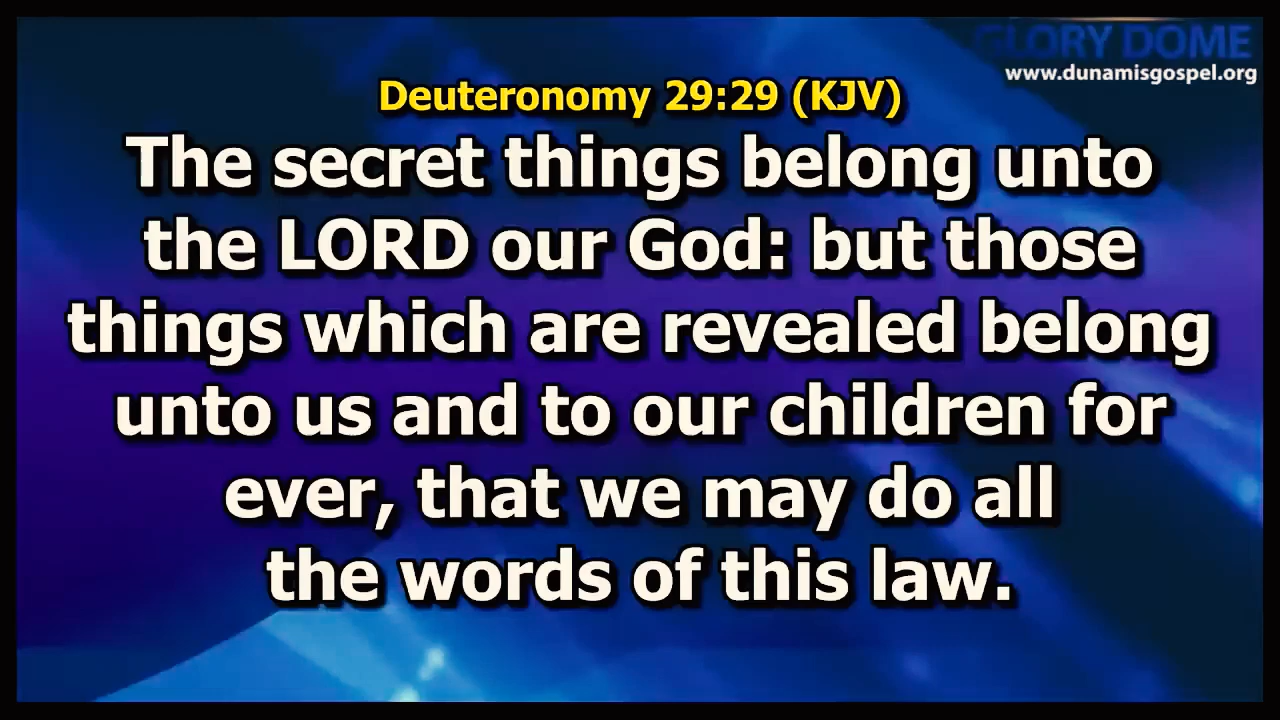 GLORY DOME
www.dunamisgospel.org
Deuteronomy 29:29 (KJV)
The secret things belong unto
the LORD our God: but those
things which are revealed belong
unto us and to our children for
ever, that we may do all
the words of this law.